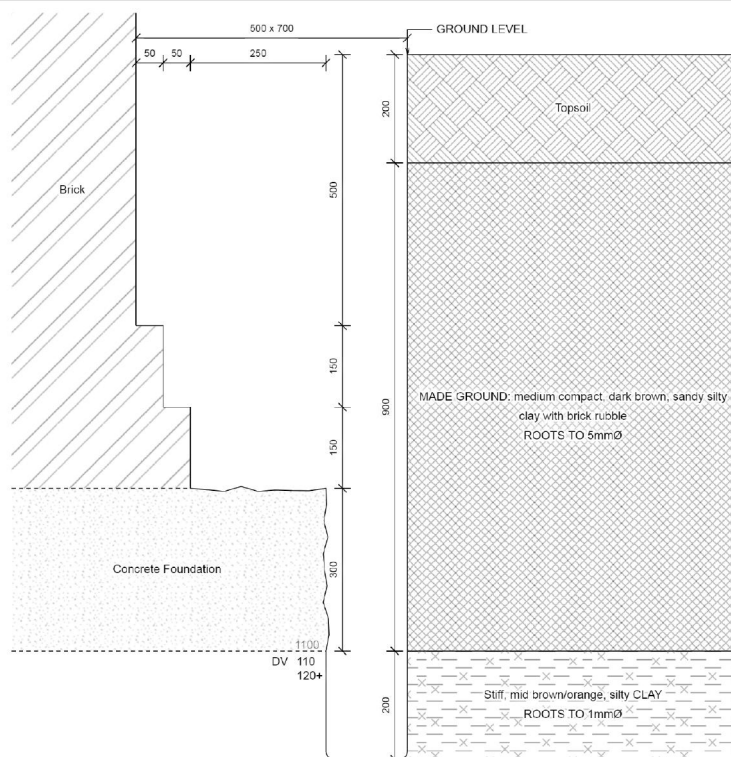 500 x 700
GROUND LEVEL
50
50
250
200
Topsoil
Brick
500
150
900
MADE GROUND: medium compact, dark brown, sandy silty
clay with brick rubble
ROOTS TO 5mmØ
150
Concrete Foundation
300
1100
DV 110
120+
200
Stiff, mid brown/orange, silty CLAY
ROOTS TO 1mmØ